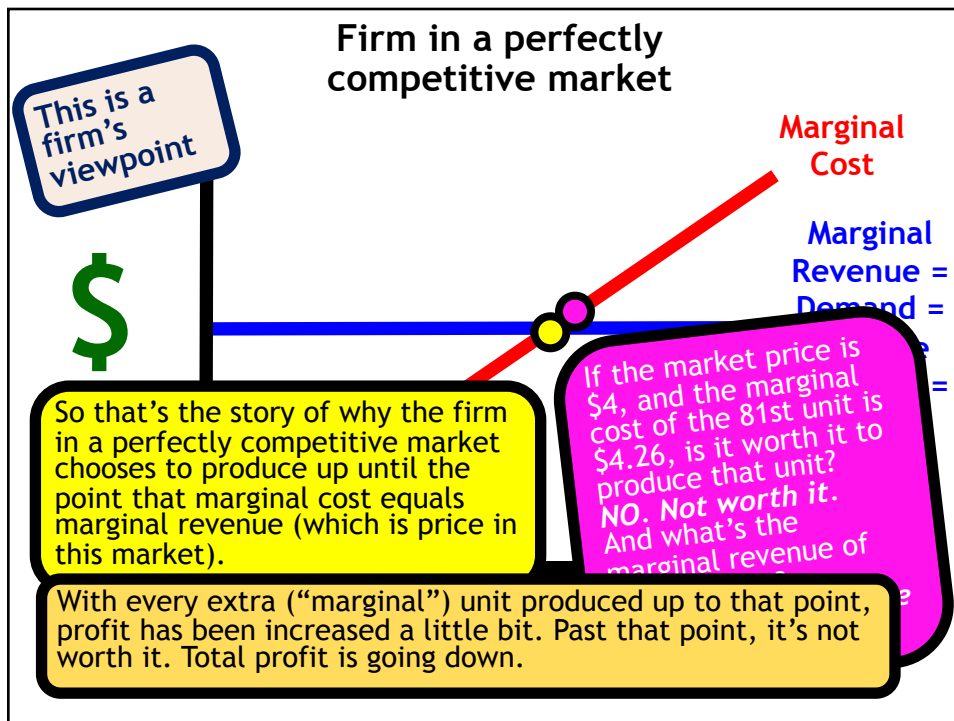 Firm in a perfectly
competitive market
This is a
firm’s
viewpoint
Marginal
Cost
Marginal
Revenue =
Demand =
=
$
So that’s the story of why the firm
in a perfectly competitive market
chooses to produce up until the
point that marginal cost equals
marginal revenue (which is price in
this market).
If the market price is
$4, and the marginal
cost of the 81st unit is
$4.26, is it worth it to
produce that unit?
NO. Not worth it.
And what’s the
marginal revenue of
With every extra (“marginal”) unit produced up to that point,
profit has been increased a little bit. Past that point, it’s not
worth it. Total profit is going down.